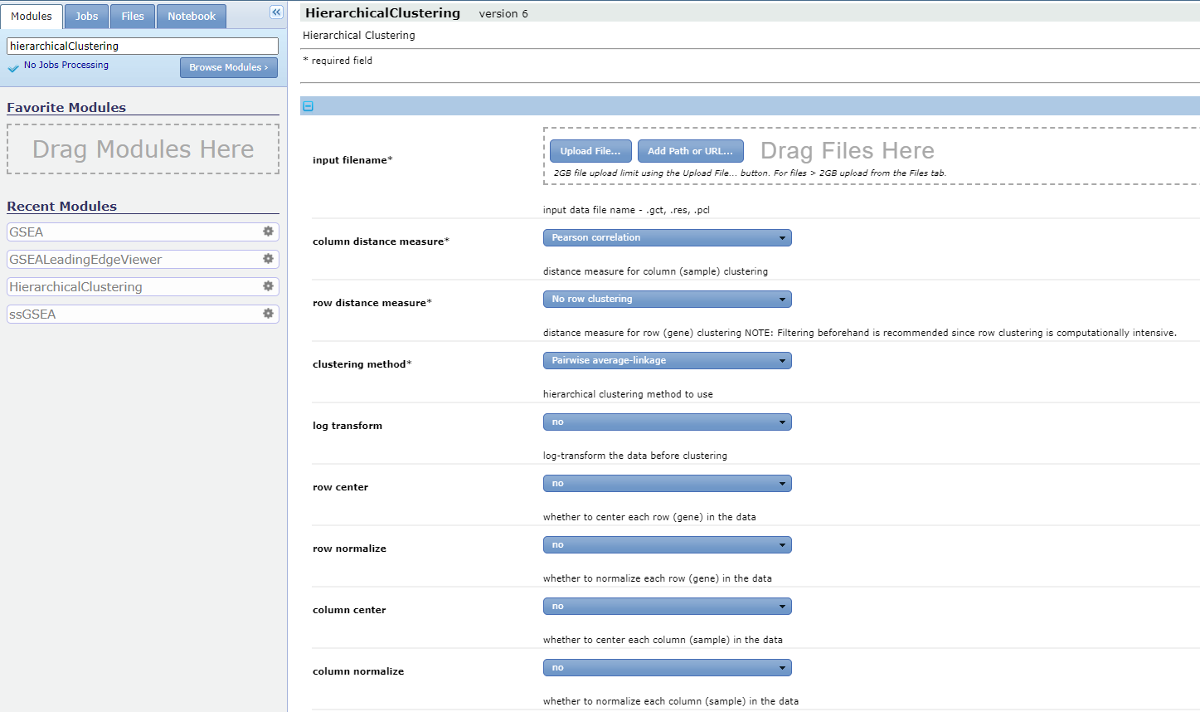 Modules Jobs Files Notebook
hierarchicalClustering
No Jobs Processing
Browse Modules >
Favorite Modules
Drag Modules Here
Recent Modules
GSEA
GSEALeadingEdgeViewer
HierarchicalClustering
ssGSEA
HierarchicalClustering version 6
Hierarchical Clustering
* required field
input filename*
Upload File... Add Path or URL... Drag Files Here
2GB file upload limit using the Upload File... button. For files > 2GB upload from the Files tab.
input data file name - .gct, .res, .pcl
column distance measure* Pearson correlation
distance measure for column (sample) clustering
row distance measure* No row clustering
distance measure for row (gene) clustering NOTE: Filtering beforehand is recommended since row clustering is computationally intensive.
clustering method* Pairwise average-linkage
hierarchical clustering method to use
log transform no
log-transform the data before clustering
row center no
whether to center each row (gene) in the data
row normalize no
whether to normalize each row (gene) in the data
column center no
whether to center each column (sample) in the data
column normalize no
whether to normalize each column (sample) in the data